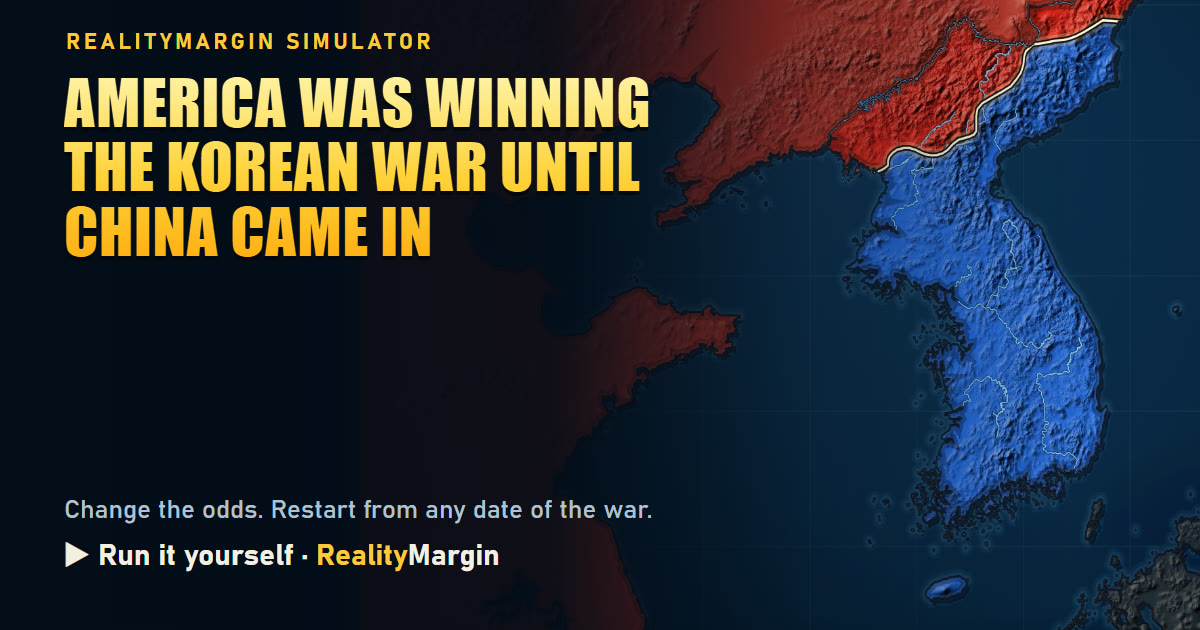 REALITYMARGIN SIMULATOR
AMERICA WAS WINNING
THE KOREAN WAR UNTIL
CHINA CAME IN
Change the odds. Restart from any date of the war.
▶ Run it yourself · RealityMargin